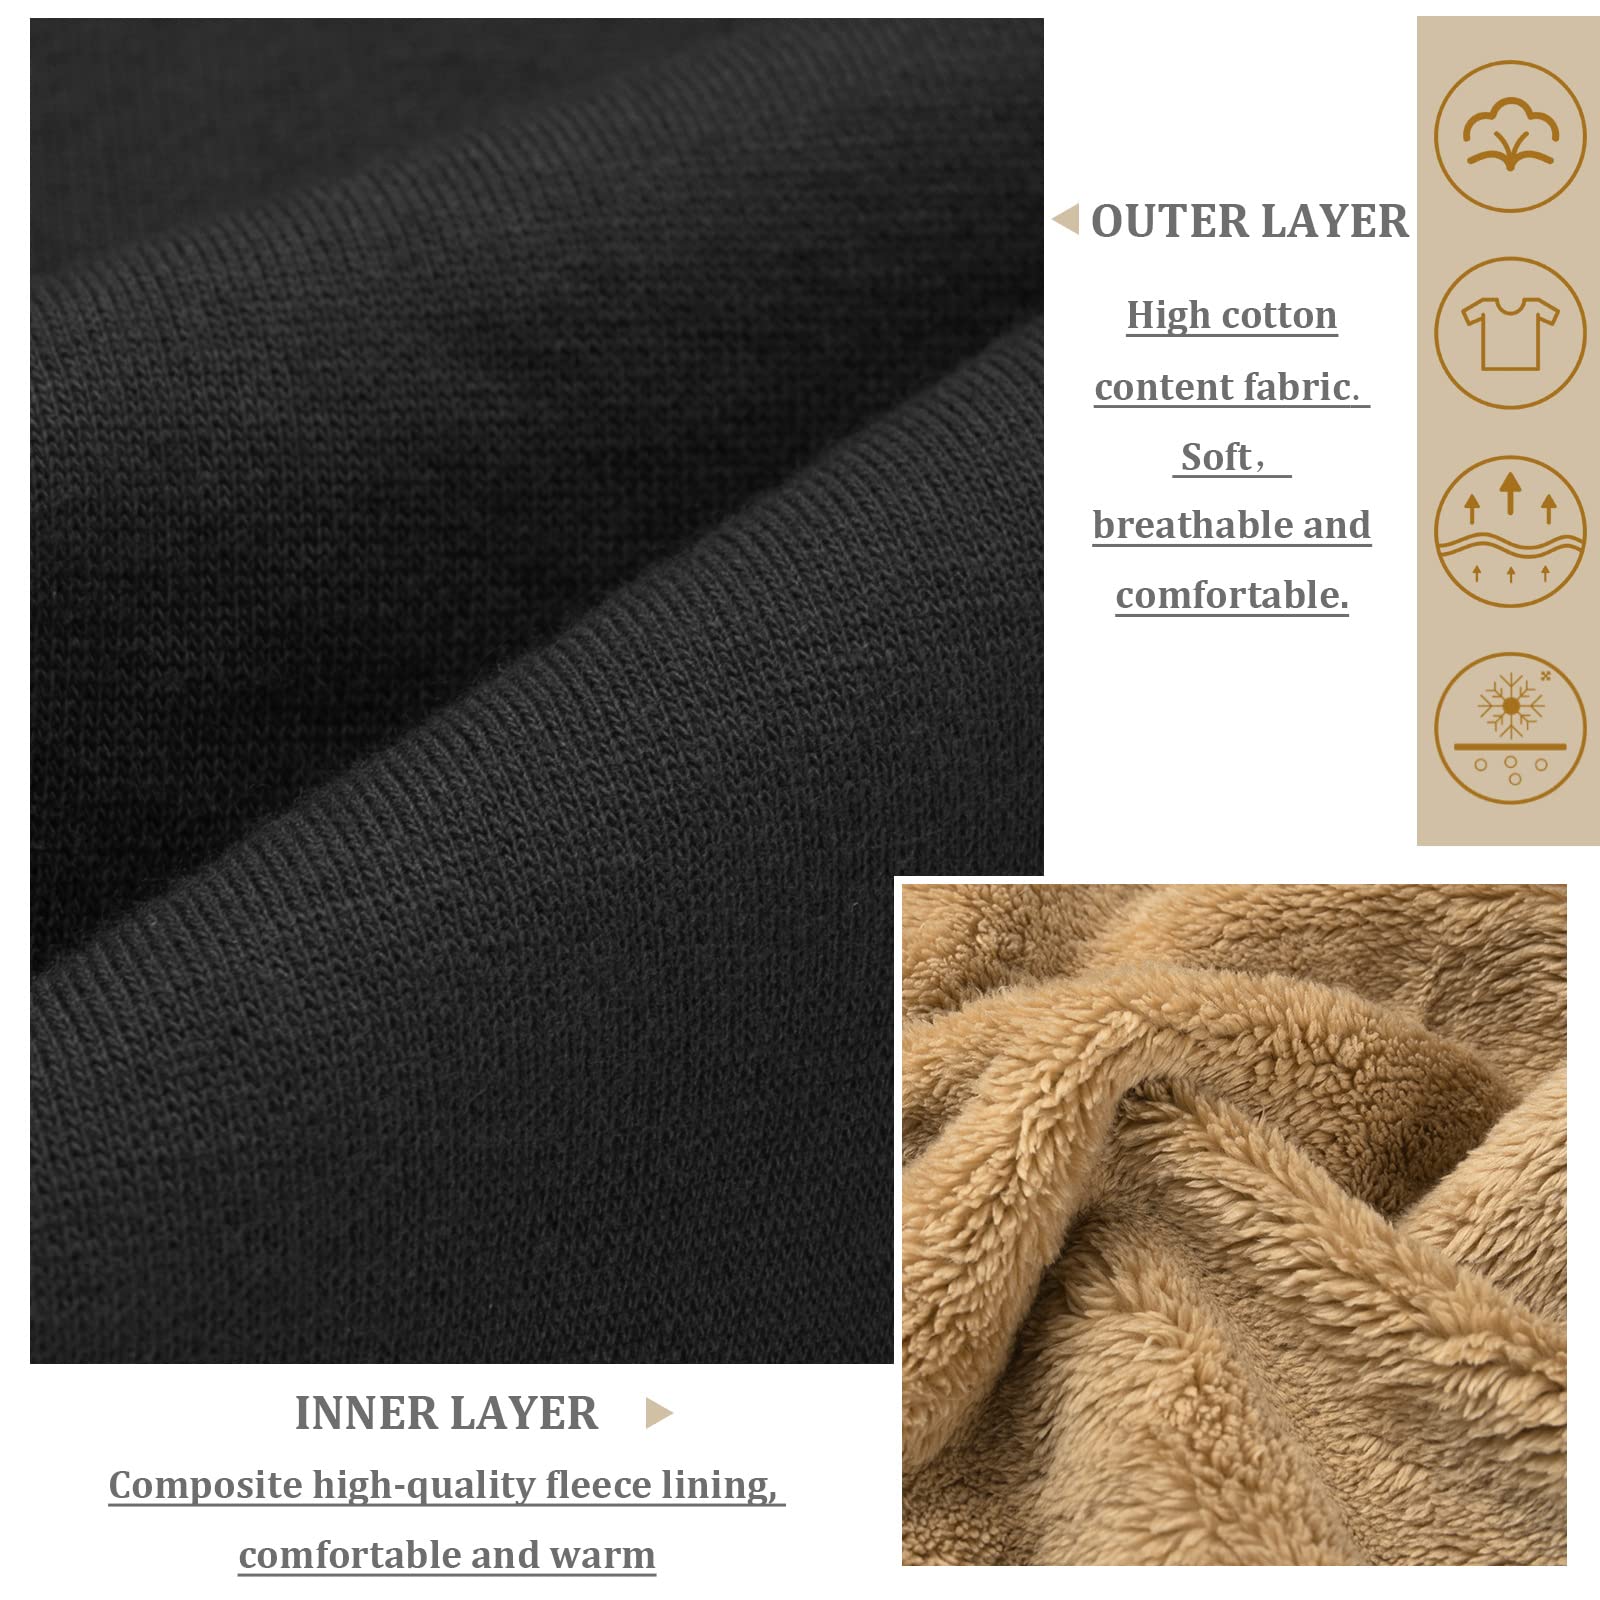 OUTER LAYER
High cotton
content fabric.
Soft,
breathable and
comfortable.
INNER LAYER
Composite high-quality fleece lining,
comfortable and warm